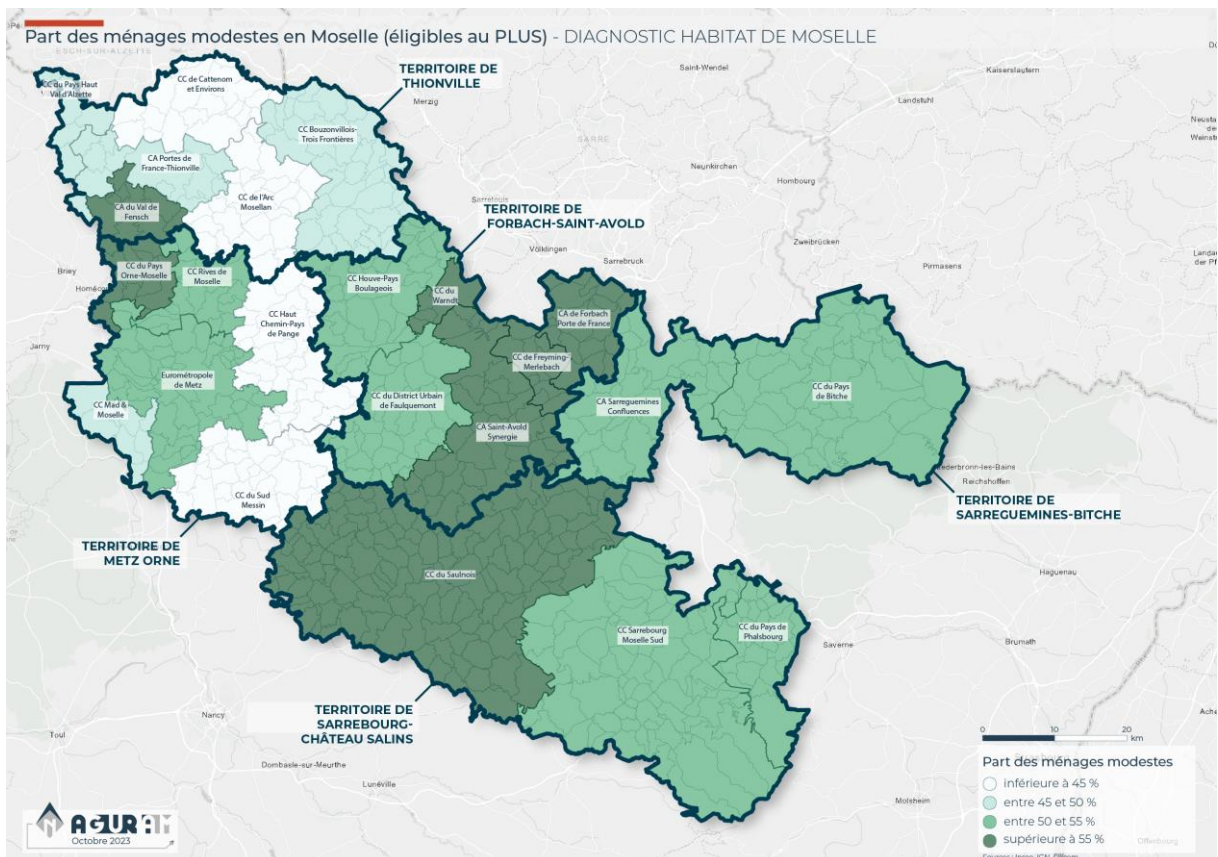 Part des ménages modestes en Moselle (éligibles au PLUS) - DIAGNOSTIC HABITAT DE MOSELLE
ESCH-SUR-ALZETTE
CC de Cattenom
et Environs
CC du Pays Haut
Val d'Alzette
TERRITOIRE DE
THIONVILLE
Saint-Wendel
Kaiserslautern
Merzig
Landstuhl
CC Bouzonvillois-
Trois Frontières
SARRE
CA Portes de
France-Thionville
Neunkirchen
Hombourg
CC de l'Arc
Mosellan
CA du Val de
Fensch
Sarrelouis
TERRITOIRE DE
FORBACH-SAINT-AVOLD
Zweibrücken
Völklingen
Sarrebruck
Pirmasens
Briey
CC du Pays
Orne-Moselle
CC Rives de
Moselle
CC Houve-Pays
Boulageois
CC du
Warndt
CC Haut
Chemin-Pays
de Pange
CA de Forbach
Porte de France
Jarny
CC de Freyming-
Merlebach
Eurométropole
de Metz
CC du Pays
de Bitche
CC Mad &
Moselle
CC du District Urbain
de Faulquemont
CA Sarreguemines
Confluences
CA Saint-Avold
Synergie
Reichshoffen
CC du Sud
Messin
TERRITOIRE DE
SARREGUEMINES-BITCHE
TERRITOIRE DE
METZ ORNE
CC du Saulnois
Haguenau
CC Sarrebourg
Moselle Sud
CC du Pays de
Phalsbourg
Saverne
Brumath
TERRITOIRE DE
SARREBOURG-
CHÂTEAU SALINS
Nancy
Toul
Dombasle-sur-Meurthe
Lunéville
Molsheim
Offenbourg
0 10 20
km
Part des ménages modestes
inférieure à 45 %
entre 45 et 50 %
entre 50 et 55 %
supérieure à 55 %
N
AGURAM
Octobre 2023